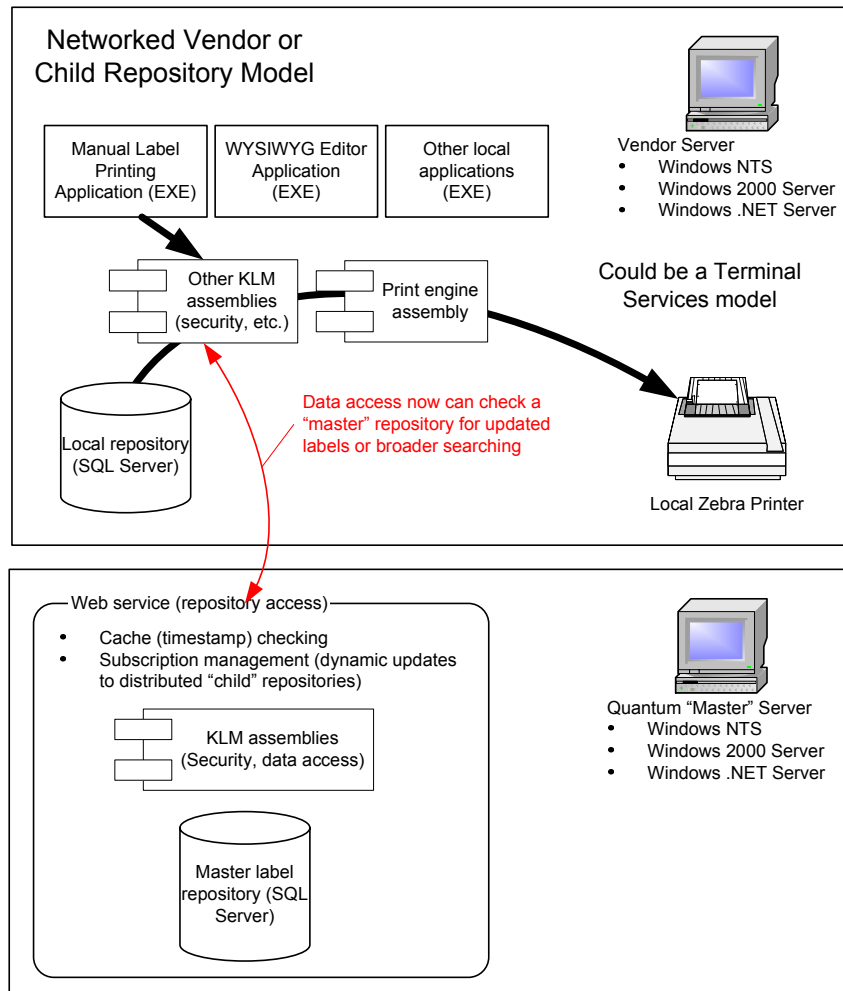 Networked Vendor or
Child Repository Model
Manual Label
Printing
Application (EXE)
WYSIWYG Editor
Application
(EXE)
Other local
applications
(EXE)
Vendor Server
• Windows NTS
• Windows 2000 Server
• Windows .NET Server
Other KLM
assemblies
(security, etc.)
Print engine
assembly
Could be a Terminal
Services model
Data access now can check a
“master” repository for updated
labels or broader searching
Local repository
(SQL Server)
Local Zebra Printer
Web service (repository access)
• Cache (timestamp) checking
• Subscription management (dynamic updates
to distributed “child” repositories)
KLM assemblies
(Security, data access)
Master label
repository (SQL
Server)
Quantum “Master” Server
• Windows NTS
• Windows 2000 Server
• Windows .NET Server